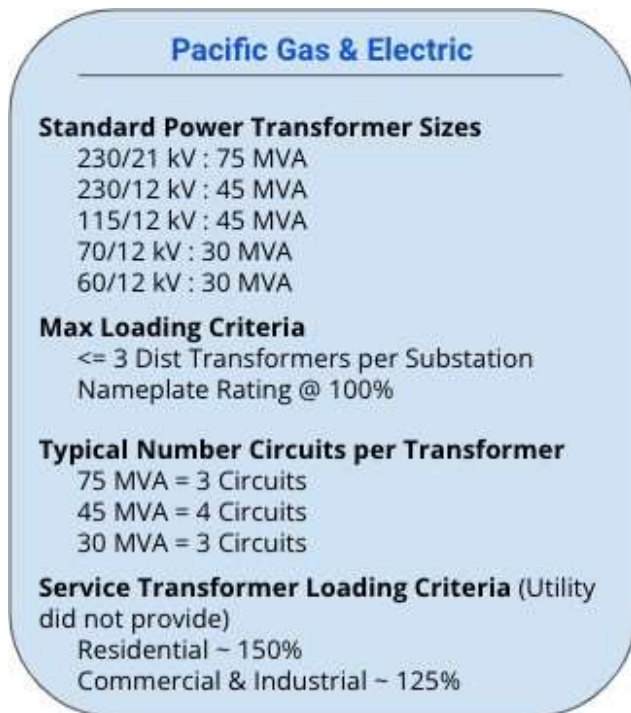 Pacific Gas & Electric
Standard Power Transformer Sizes
230/21 kV : 75 MVA
230/12 kV : 45 MVA
115/12 kV : 45 MVA
70/12 kV : 30 MVA
60/12 kV : 30 MVA
Max Loading Criteria
<= 3 Dist Transformers per Substation
Nameplate Rating @ 100%
Typical Number Circuits per Transformer
75 MVA = 3 Circuits
45 MVA = 4 Circuits
30 MVA = 3 Circuits
Service Transformer Loading Criteria (Utility
did not provide)
Residential ~ 150%
Commercial & Industrial ~ 125%